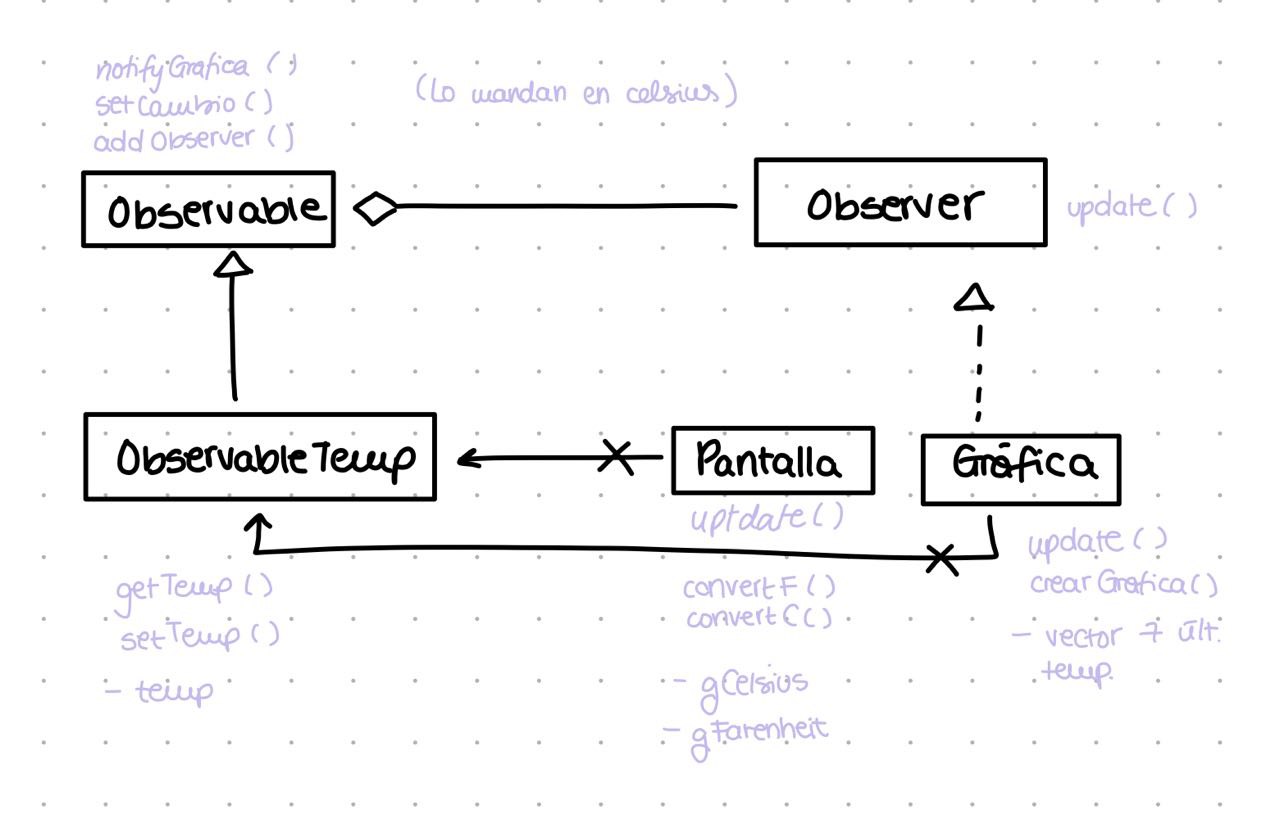 notifyGrafica ( )
setCambio ( )
addObserver ( )
(Lo mandan en celsius)
Observable
Observer
update ( )
ObservableTemp
Pantalla
Gráfica
uptdate ( )
getTemp ( )
setTemp ( )
- temp
convertF ( )
convertC ( )
- gCelsius
- gFarenheit
update ( )
crearGrafica ( )
- vector 7 últ.
temp.